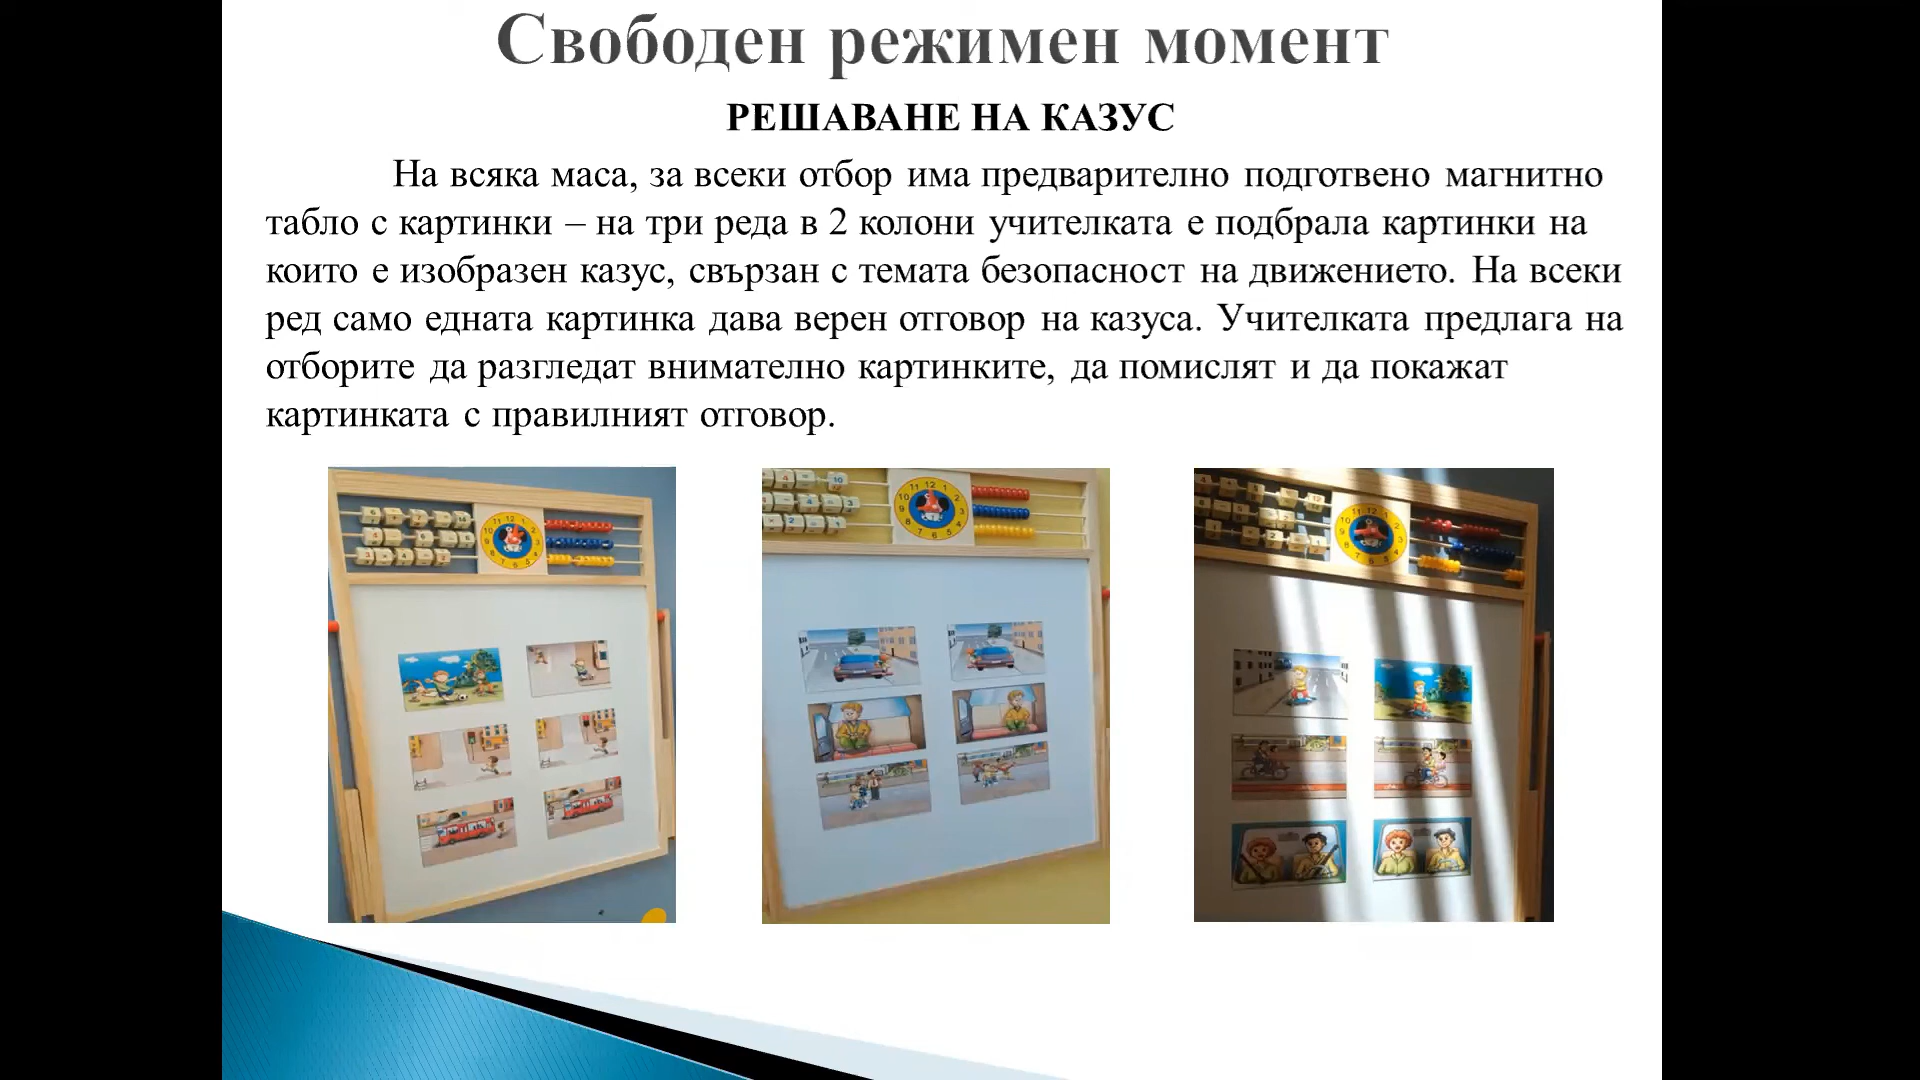 Свободен режимен момент
РЕШАВАНЕ НА КАЗУС
На всяка маса, за всеки отбор има предварително подготвено магнитно
табло с картинки – на три реда в 2 колони учителката е подбрала картинки на
които е изобразен казус, свързан с темата безопасност на движението. На всеки
ред само едната картинка дава верен отговор на казуса. Учителката предлага на
отборите да разгледат внимателно картинките, да помислят и да покажат
картинката с правилният отговор.